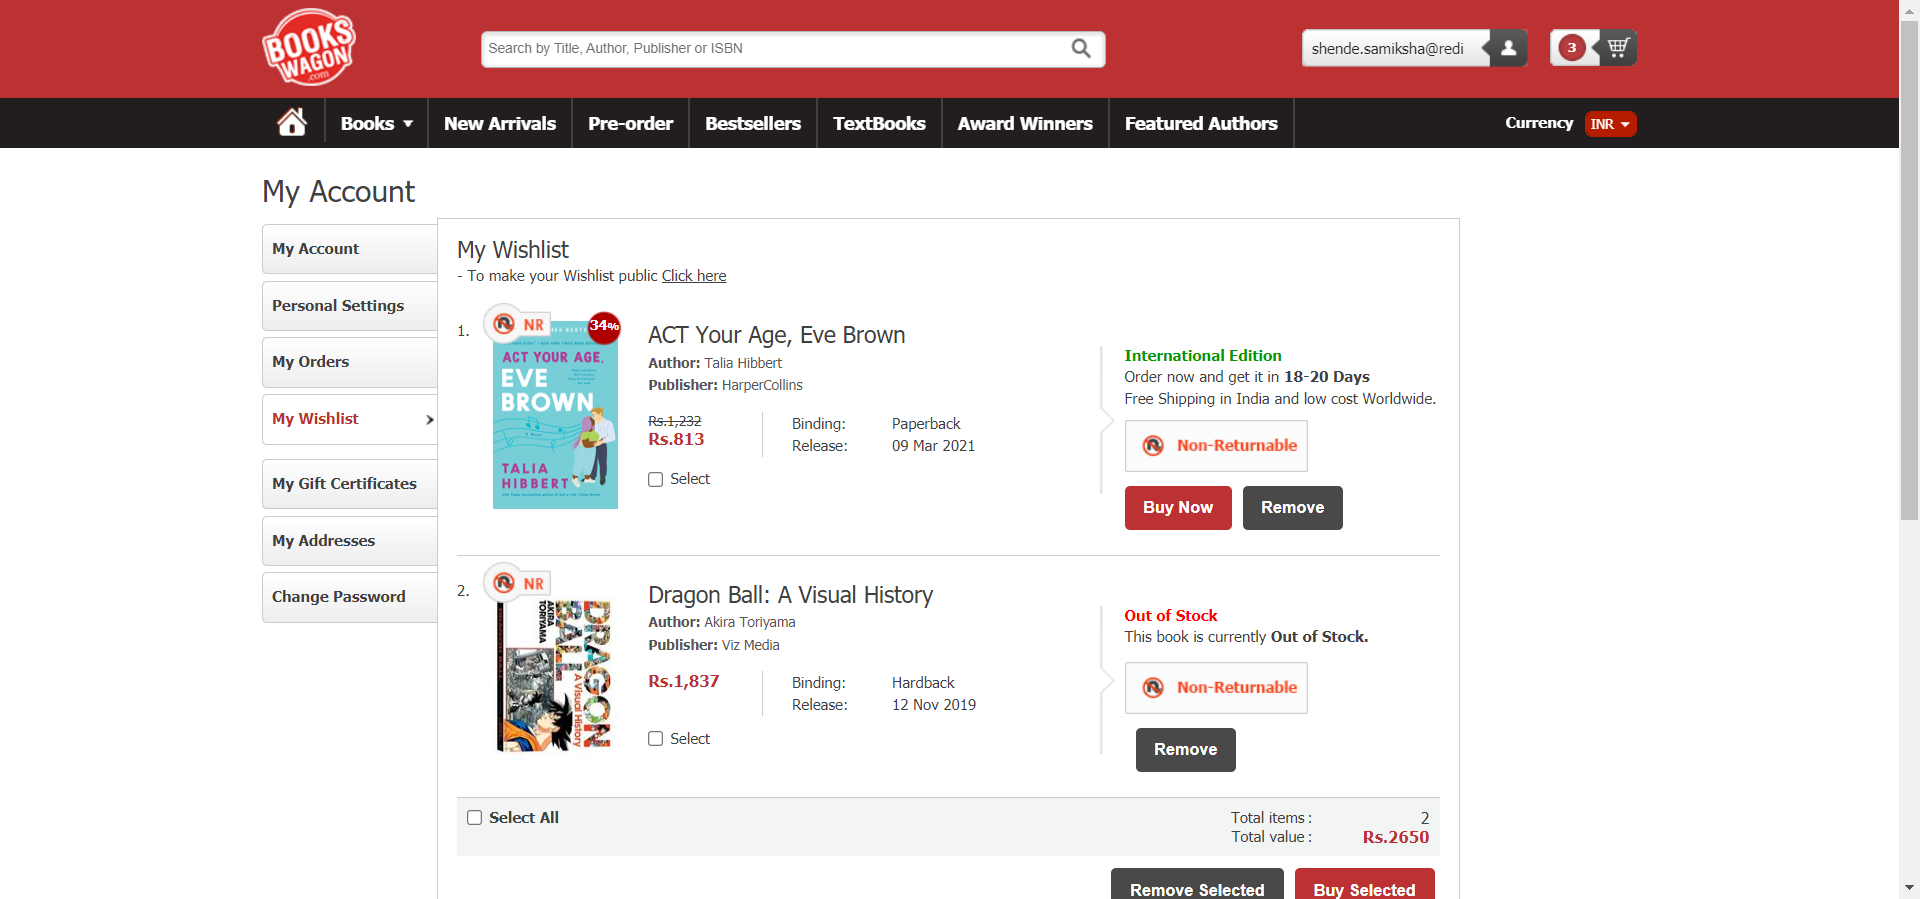 BOOKS
WAGON
.com
Search by Title, Author, Publisher or ISBN
shende.samiksha@redi
3
Books
New Arrivals
Pre-order
Bestsellers
TextBooks
Award Winners
Featured Authors
Currency
INR
My Account
My Account
Personal Settings
My Orders
My Wishlist
My Gift Certificates
My Addresses
Change Password
My Wishlist
- To make your Wishlist public Click here
1.
NR
34%
ACT YOUR AGE,
EVE
BROWN
A Novel
TALIA
HIBBERT
ACT Your Age, Eve Brown
Author: Talia Hibbert
Publisher: HarperCollins
Rs.1,232
Rs.813
Binding: Paperback
Release: 09 Mar 2021
Select
International Edition
Order now and get it in 18-20 Days
Free Shipping in India and low cost Worldwide.
Non-Returnable
Buy Now
Remove
2.
NR
DRAGON
BALL
A Visual History
AKIRA
TORIYAMA
Dragon Ball: A Visual History
Author: Akira Toriyama
Publisher: Viz Media
Rs.1,837
Binding: Hardback
Release: 12 Nov 2019
Select
Out of Stock
This book is currently Out of Stock.
Non-Returnable
Remove
Select All
Total items : 2
Total value : Rs.2650
Remove Selected
Buy Selected